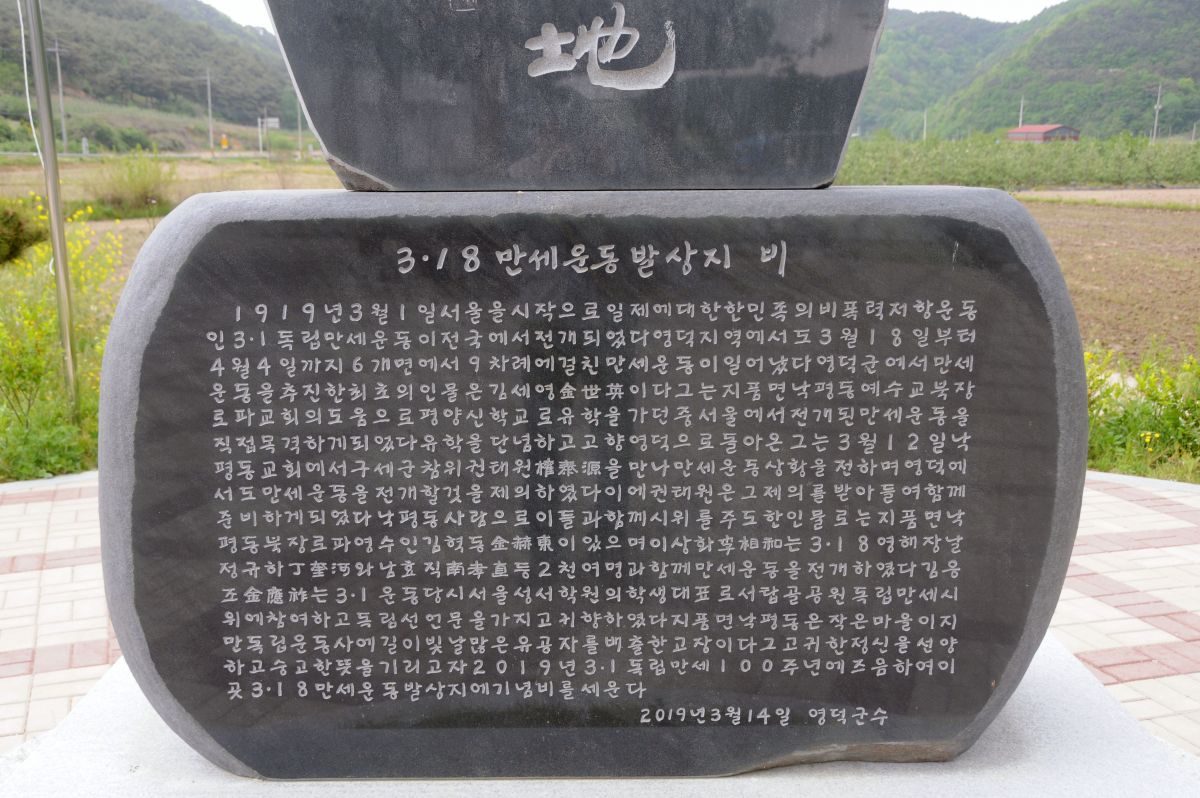 地
3·18 만세운동발상지 비
1919년3월1일서울을시작으로일제에대한한민족의비폭력저항운동
인3·1독립만세운동이전국에서전개되었다영덕지역에서도3월18일부터
4월4일까지6개면에서9차례에걸친만세운동이일어났다영덕군에서만세
운동을추진한최초의인물은김세영金世英이다그는지품면낙평동예수교북장
로파교회의도움으로평양신학교로유학을가던중서울에서전개된만세운동을
직접목격하게되었다유학을단념하고고향영덕으로돌아온그는3월12일낙
평동교회에서구세군참위권태원權泰源을만나만세운동상황을전하며영덕에
서도만세운동을전개할것을제의하였다이에권태원은그제의를받아들여함께
준비하게되었다낙평동사람으로이들과함께시위를주도한인물로는지품면낙
평동북장로파영수인김혁동金赫東이있으며이상화李相和는3·18영해장날
정규하丁奎河와남효직南孝直등2천여명과함께만세운동을전개하였다김응
조金應祚는3·1운동당시서울성서학원의학생대표로서탑골공원독립만세시
위에참여하고독립선언문을가지고귀향하였다지품면낙평동은작은마을이지
만독립운동사에길이빛날많은유공자를배출한고장이다그고귀한정신을선양
하고숭고한뜻을기리고자2019년3·1독립만세100주년에즈음하여이
곳3·18만세운동발상지에기념비를세운다
2019년3월14일 영덕군수